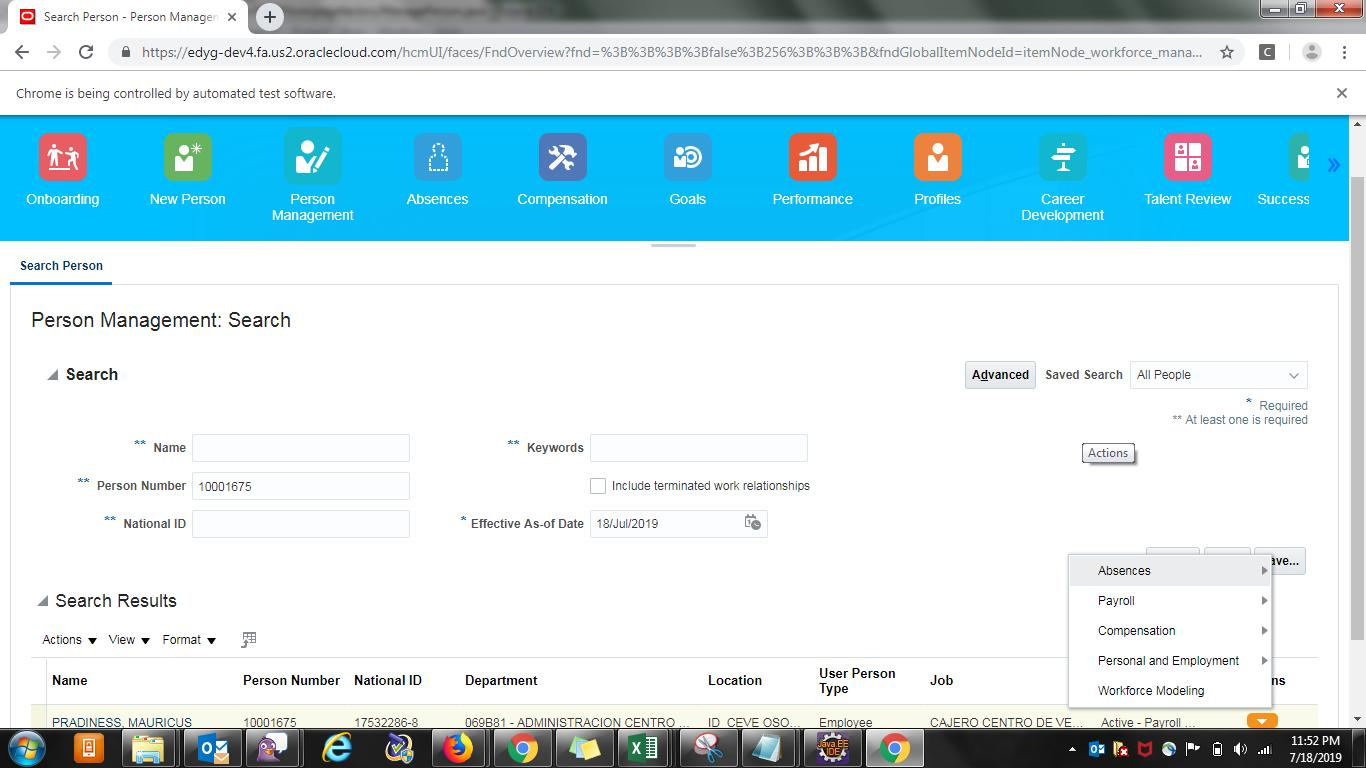 Search Person - Person Managem
https://edyg-dev4.fa.us2.oraclecloud.com/hcmUI/faces/FndOverview?fnd=%3B%3B%3B%3Bfalse%3B256%3B%3B%3B&fndGlobalItemNodeId=itemNode_workforce_mana...
C
Chrome is being controlled by automated test software.
Onboarding
New Person
Person
Management
Absences
Compensation
Goals
Performance
Profiles
Career
Development
Talent Review
Success
Search Person
Person Management: Search
Search
Advanced Saved Search All People
* Required
** At least one is required
** Name
** Keywords
Actions
** Person Number 10001675
Include terminated work relationships
** National ID
* Effective As-of Date 18/Jul/2019
ave...
Absences
Payroll
Compensation
Personal and Employment
Workforce Modeling
Search Results
Actions View Format
Name
Person Number
National ID
Department
Location
User Person
Type
Job
ns
PRADINESS, MAURICUS 10001675 17532286-8 069B81 - ADMINISTRACION CENTRO ... ID_CEVE OSO... Employee CAJERO CENTRO DE VE... Active - Payroll ...
Java EE
IDE
11:52 PM
7/18/2019